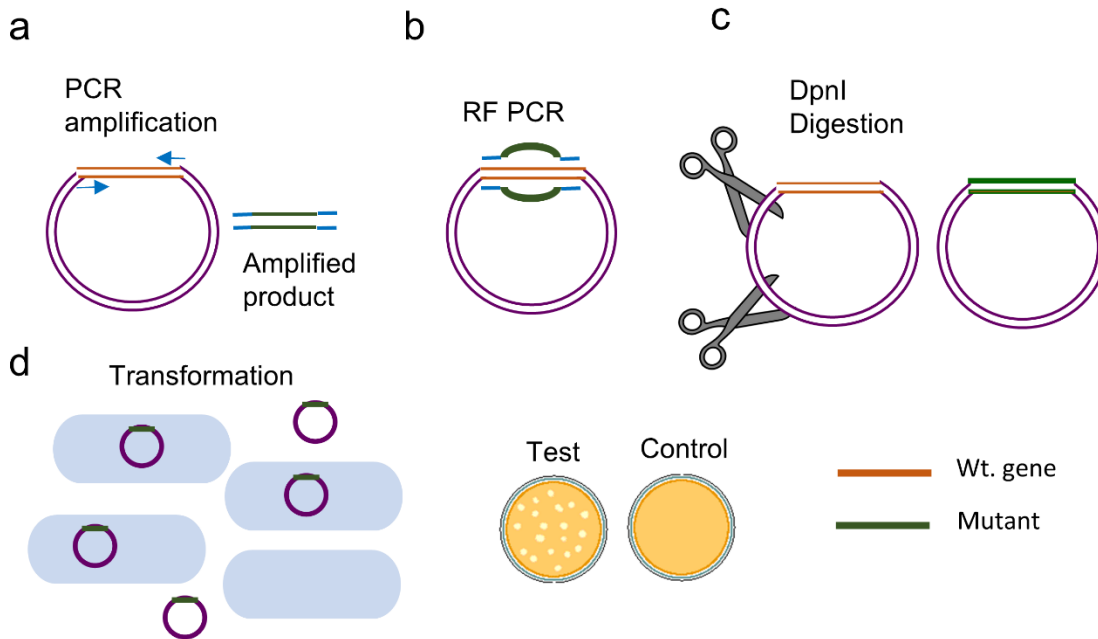 a
PCR
amplification
Amplified
product
b
RF PCR
c
DpnI
Digestion
d
Transformation
Test
Control
Wt. gene
Mutant